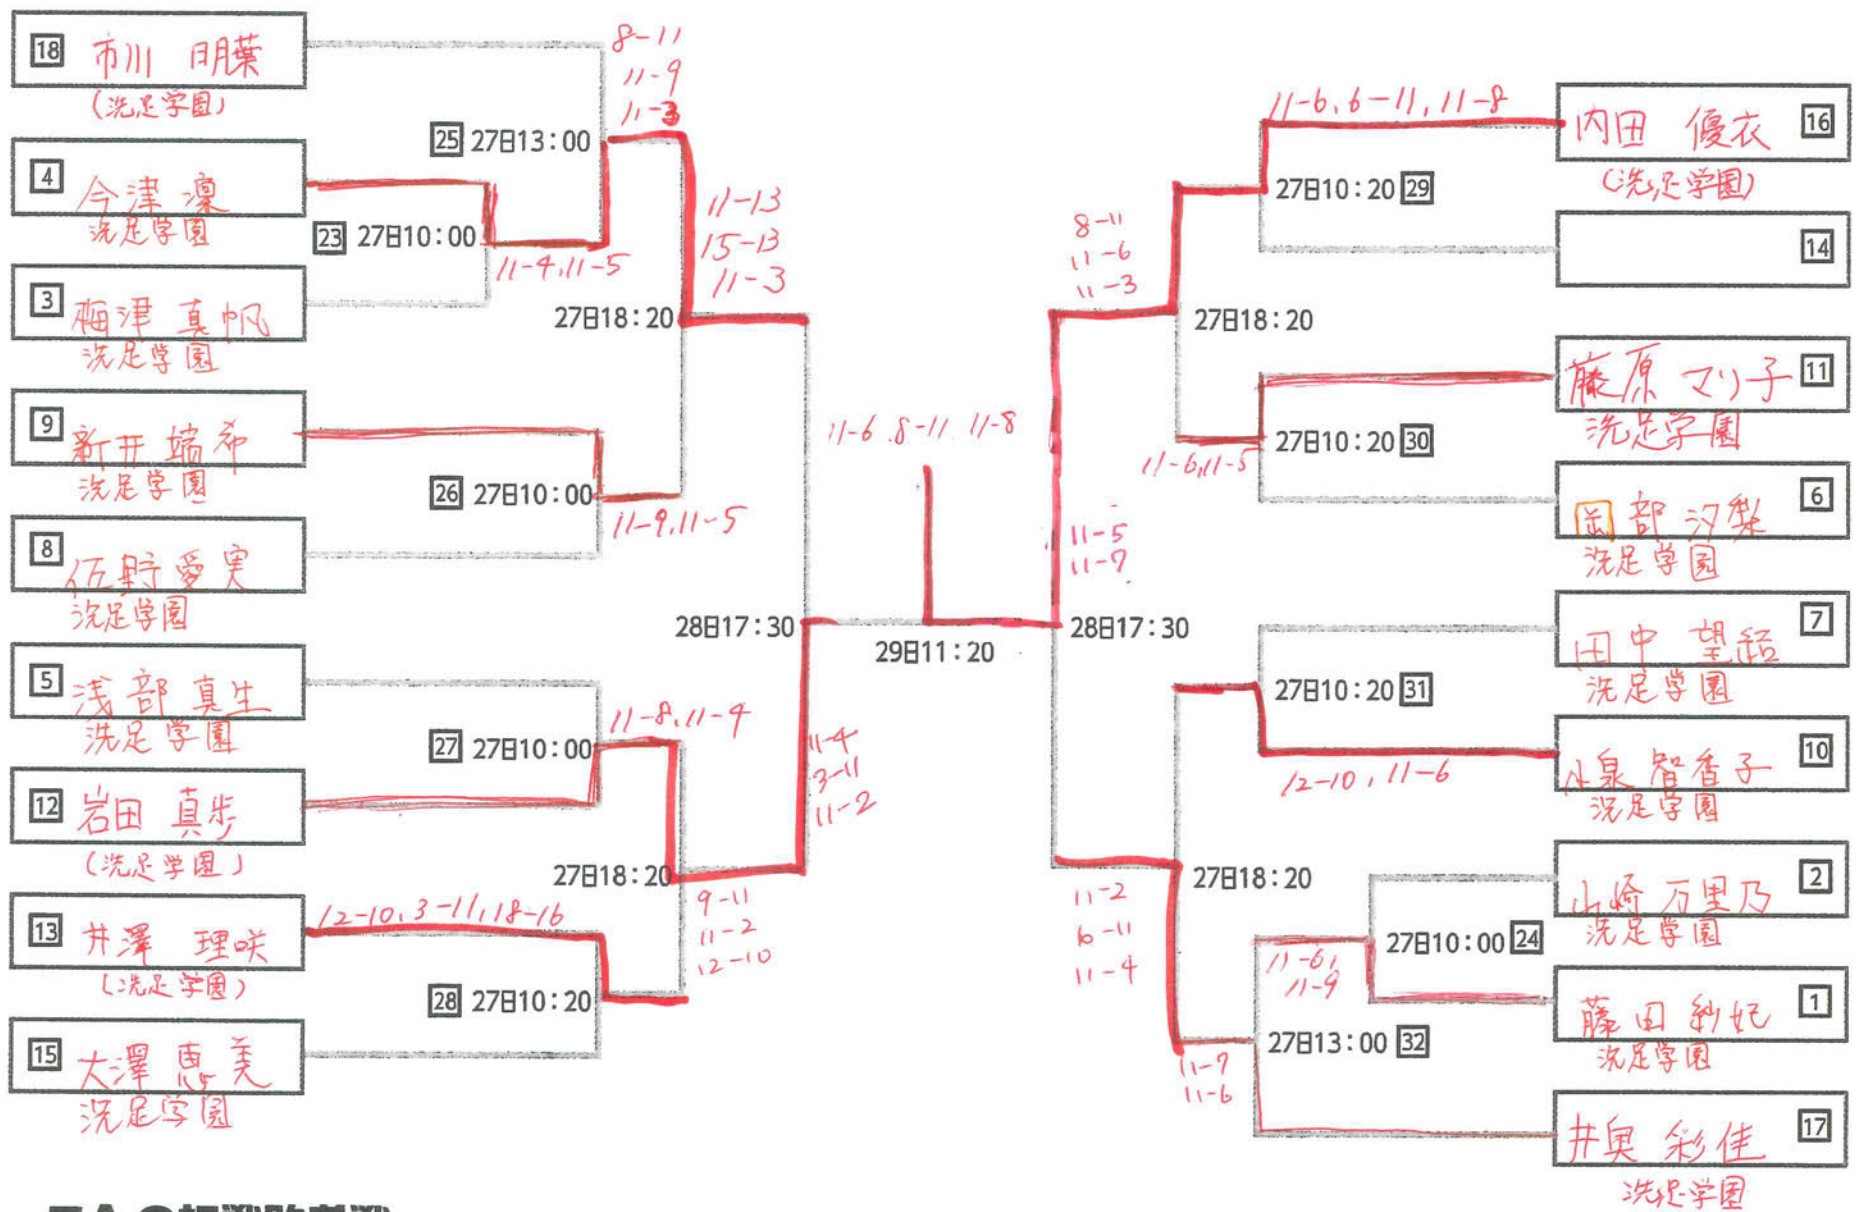 18 市川 明葉
(洗足学園)
25 27日13:00
8-11
11-9
11-3
4 今津 凜
洗足学園
23 27日10:00
11-4,11-5
3 梅津 真帆
洗足学園
11-13
15-13
11-3
27日18:20
9 新井 瑞希
洗足学園
26 27日10:00
11-9,11-5
8 佐野 愛実
洗足学園
28日17:30
5 浅部 真生
洗足学園
27 27日10:00
11-8,11-4
12 岩田 真歩
(洗足学園)
11-4
3-11
11-2
27日18:20
9-11
11-2
12-10
13 井澤 理咲
(洗足学園)
12-10,3-11,18-16
28 27日10:20
15 大澤 恵美
洗足学園
11-6 8-11 11-8
29日11:20
11-6,6-11,11-8
内田 優衣 16
(洗足学園)
27日10:20 29
14
8-11
11-6
11-3
27日18:20
藤原 マリ子 11
洗足学園
27日10:20 30
11-6,11-5
岡部 汐梨 6
洗足学園
11-5
11-7
28日17:30
田中 望結 7
洗足学園
27日10:20 31
12-10,11-6
小泉 智香子 10
洗足学園
27日18:20
11-2
6-11
11-4
山崎 万里乃 2
洗足学園
27日10:00 24
11-6,
11-9
藤田 紗妃 1
洗足学園
27日13:00 32
11-7
11-6
井奥 彩佳 17
洗足学園